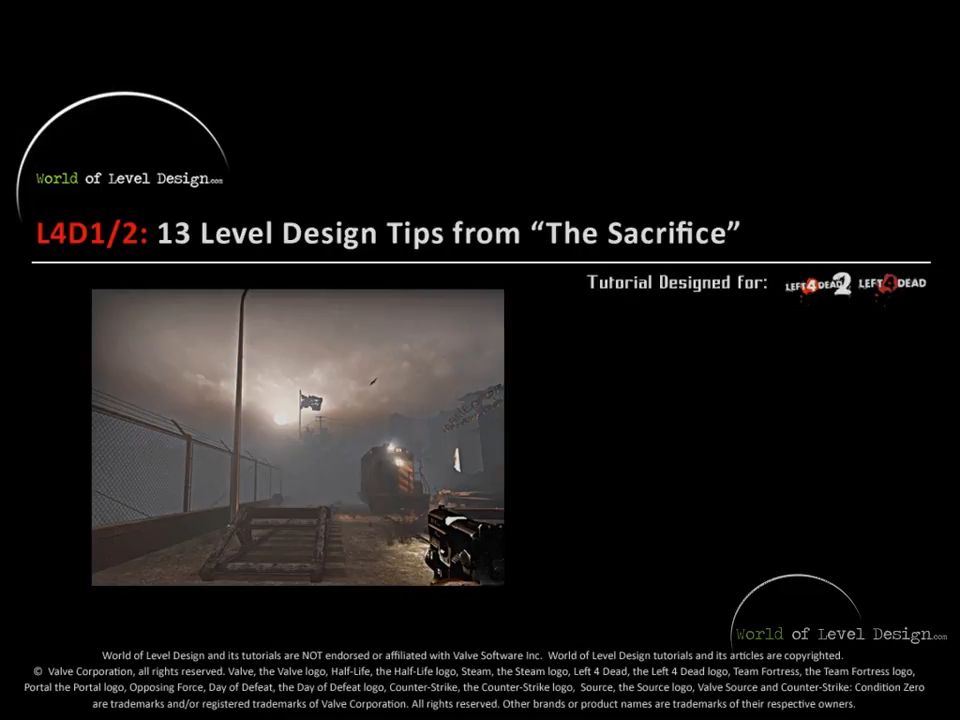 World of Level Design.com
L4D1/2: 13 Level Design Tips from “The Sacrifice”
Tutorial Designed for: LEFT 4 DEAD 2 LEFT 4 DEAD
World of Level Design.com
World of Level Design and its tutorials are NOT endorsed or affiliated with Valve Software Inc.  World of Level Design tutorials and its articles are copyrighted.
© Valve Corporation, all rights reserved. Valve, the Valve logo, Half-Life, the Half-Life logo, Steam, the Steam logo, Left 4 Dead, the Left 4 Dead logo, Team Fortress, the Team Fortress logo,
Portal the Portal logo, Opposing Force, Day of Defeat, the Day of Defeat logo, Counter-Strike, the Counter-Strike logo,  Source, the Source logo, Valve Source and Counter-Strike: Condition Zero
are trademarks and/or registered trademarks of Valve Corporation. All rights reserved. Other brands or product names are trademarks of their respective owners.